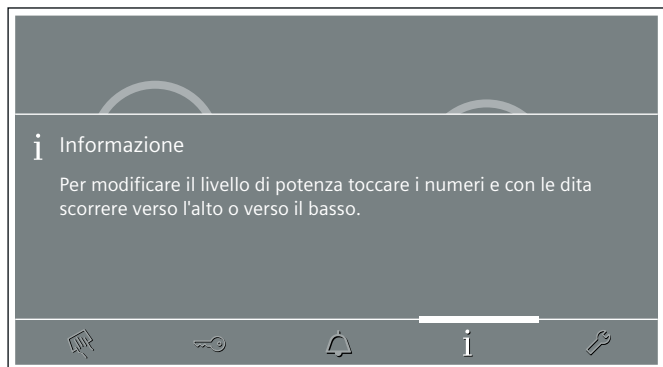 i Informazione
Per modificare il livello di potenza toccare i numeri e con le dita
scorrere verso l'alto o verso il basso.
i